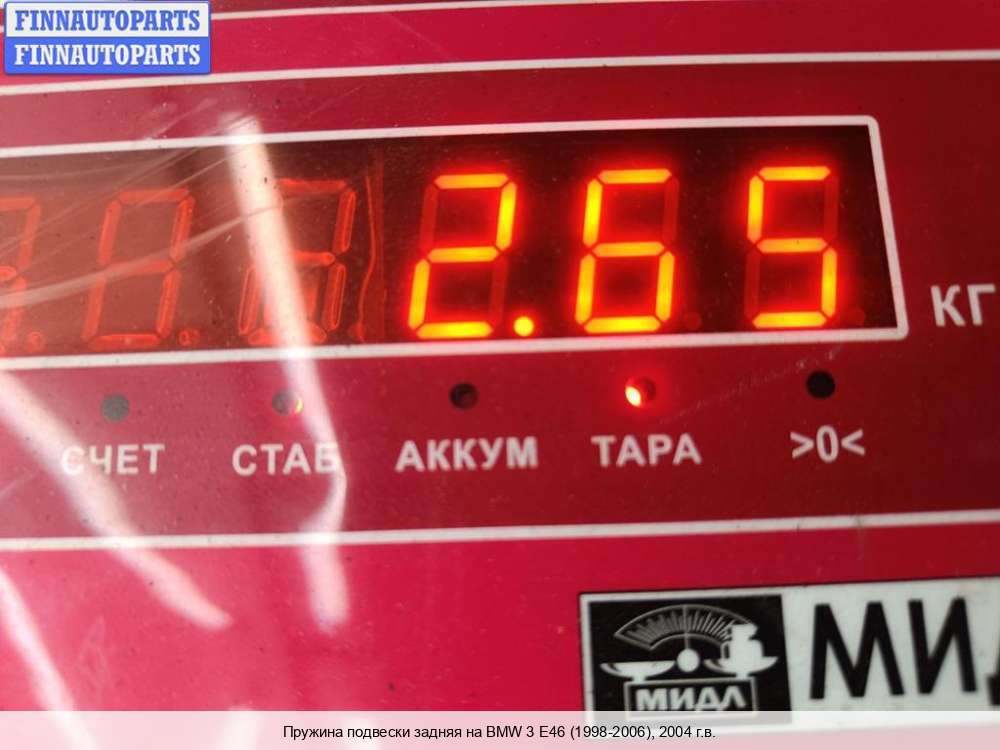 FINNAUTOPARTS
FINNAUTOPARTS
2.65
КГ
СЧЕТ СТАБ АККУМ ТАРА >0<
МИДЛ
Пружина подвески задняя на BMW 3 E46 (1998-2006), 2004 г.в.